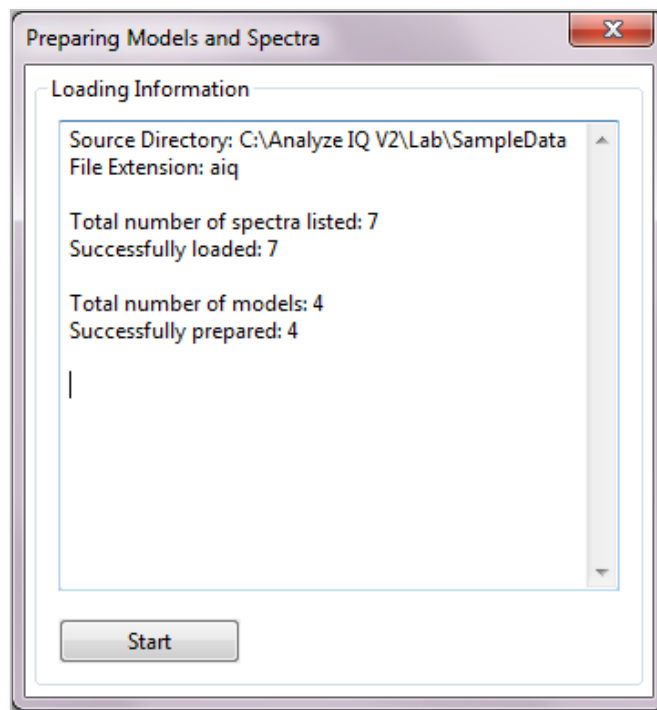 Preparing Models and Spectra
Loading Information
Source Directory: C:\Analyze IQ V2\Lab\SampleData
File Extension: aiq
Total number of spectra listed: 7
Successfully loaded: 7
Total number of models: 4
Successfully prepared: 4
Start